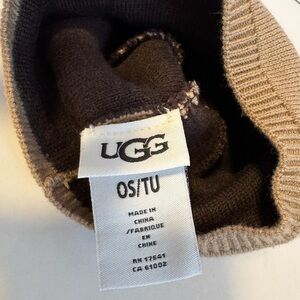 UGG
OS/TU
MADE IN
CHINA
/FABRIQUE
EN
CHINE
RN 17641
CA 61002